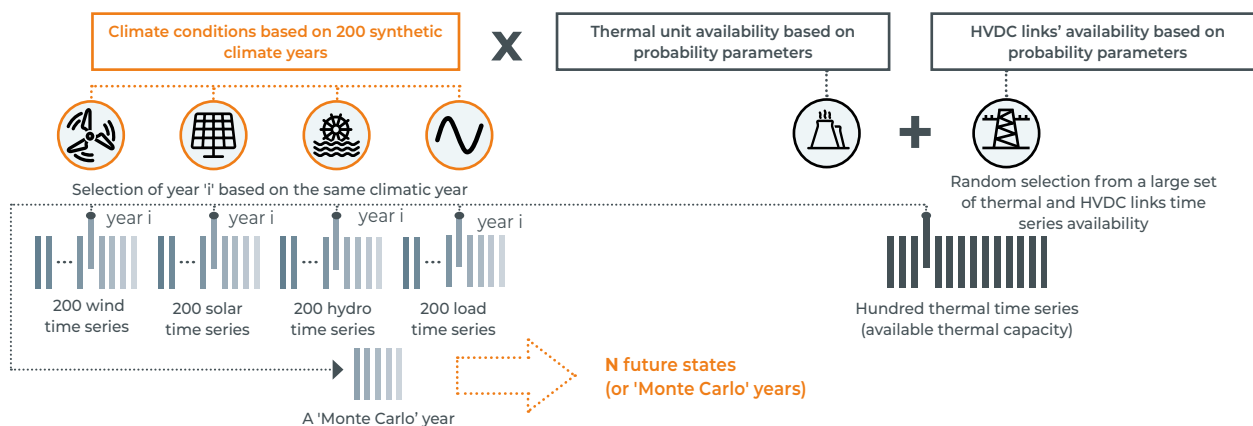 Climate conditions based on 200 synthetic
climate years
X
Thermal unit availability based on
probability parameters
HVDC links' availability based on
probability parameters
+
Selection of year 'i' based on the same climatic year
Random selection from a large set
of thermal and HVDC links time
series availability
year i
year i
year i
year i
...
...
...
...
200 wind
time series
200 solar
time series
200 hydro
time series
200 load
time series
Hundred thermal time series
(available thermal capacity)
N future states
(or 'Monte Carlo' years)
A 'Monte Carlo’ year